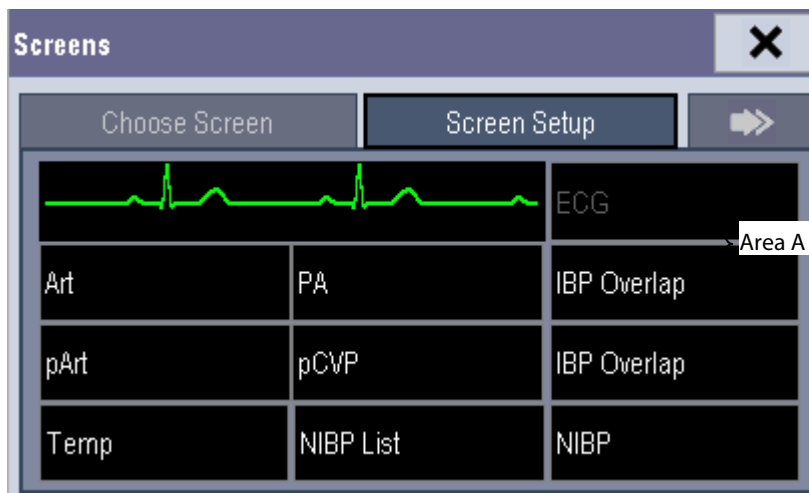 Screens
Choose Screen Screen Setup
ECG
Area A
Art PA IBP Overlap
pArt pCVP IBP Overlap
Temp NIBP List NIBP